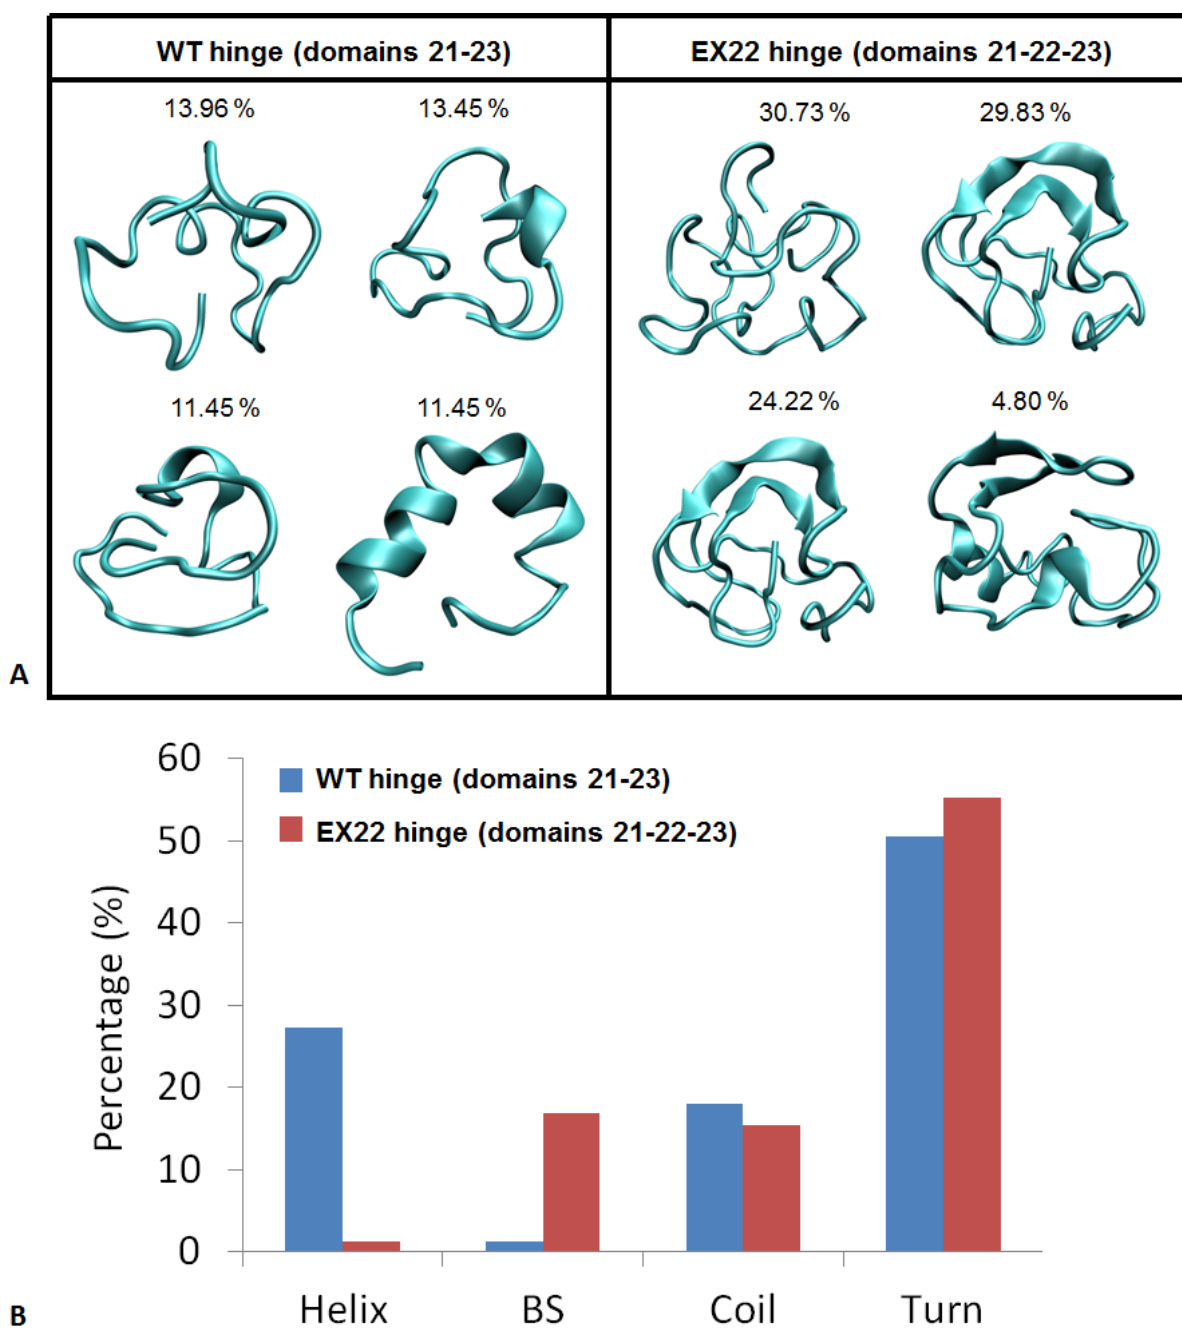 WT hinge (domains 21-23)
EX22 hinge (domains 21-22-23)
13.96 %
13.45 %
30.73 %
29.83 %
11.45 %
11.45 %
24.22 %
4.80 %
A
60
50
40
30
20
10
0
Percentage (%)
WT hinge (domains 21-23)
EX22 hinge (domains 21-22-23)
Helix
BS
Coil
Turn
B